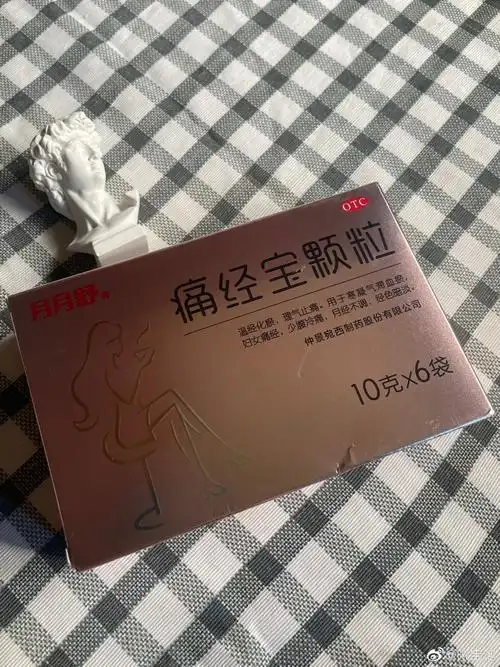 OTC
月月舒
痛经宝颗粒
温经化瘀，理气止痛，用于寒凝气滞血瘀，
妇女痛经，少腹冷痛，月经不调，经色暗淡。
仲景宛西制药股份有限公司
10克×6袋